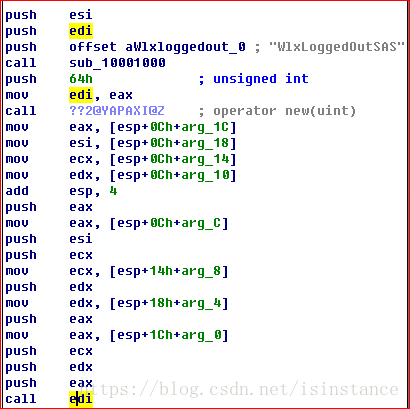 push esi
push edi
push offset aWlxloggedout_0 ; "WlxLoggedOutSAS"
call sub_10001000
push 64h ; unsigned int
mov edi, eax
call ??2@YAPAXI@Z ; operator new(uint)
mov eax, [esp+0Ch+arg_1C]
mov esi, [esp+0Ch+arg_18]
mov ecx, [esp+0Ch+arg_14]
mov edx, [esp+0Ch+arg_10]
add esp, 4
push eax
mov eax, [esp+0Ch+arg_C]
push esi
push ecx
mov ecx, [esp+14h+arg_8]
push edx
mov edx, [esp+18h+arg_4]
push eax
mov eax, [esp+1Ch+arg_0]
push ecx
push edx
push eax
https://blog.csdn.net/isinstance
call edi